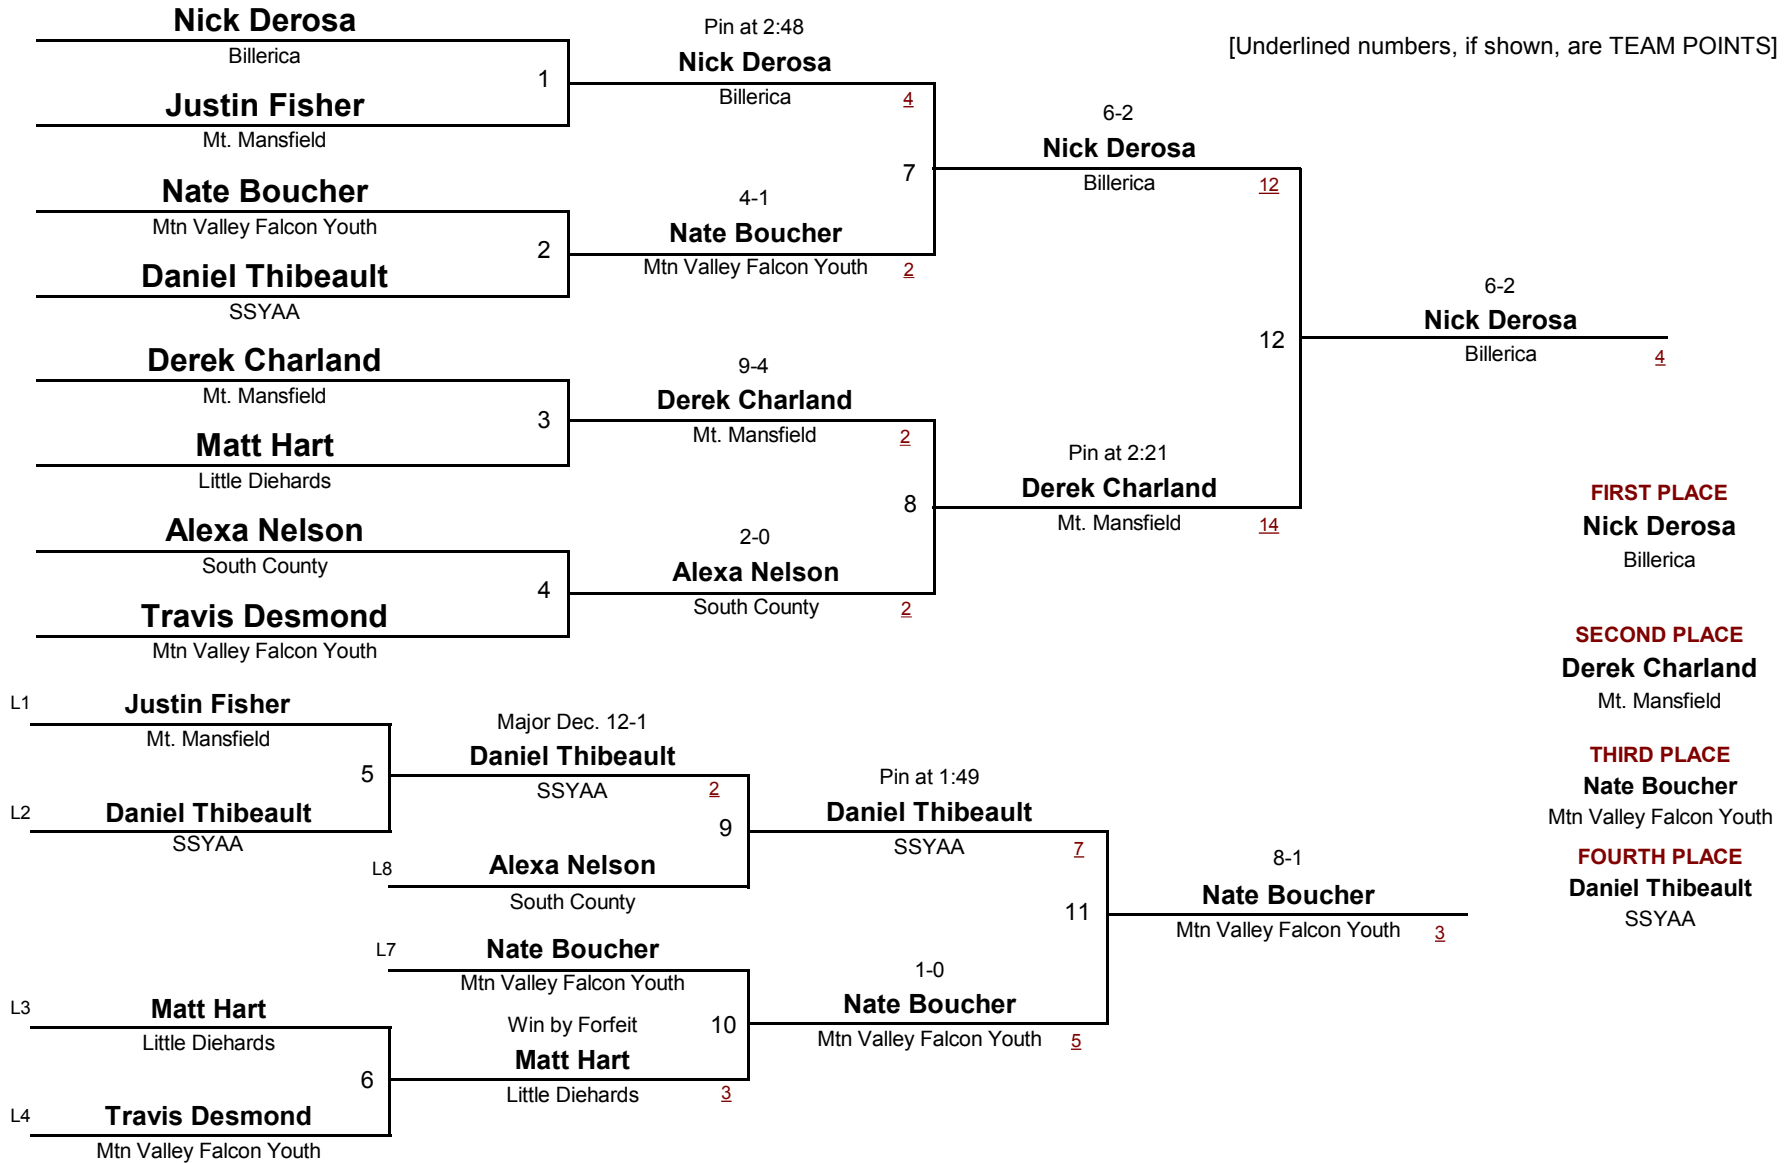 [Underlined numbers, if shown, are TEAM POINTS]
Nick Derosa
Billerica
1
Justin Fisher
Mt. Mansfield
Nate Boucher
Mtn Valley Falcon Youth
2
Daniel Thibeault
SSYAA
Derek Charland
Mt. Mansfield
3
Matt Hart
Little Diehards
Alexa Nelson
South County
4
Travis Desmond
Mtn Valley Falcon Youth
Pin at 2:48
Nick Derosa
Billerica 4
7
4-1
Nate Boucher
Mtn Valley Falcon Youth 2
9-4
Derek Charland
Mt. Mansfield 2
8
2-0
Alexa Nelson
South County 2
6-2
Nick Derosa
Billerica 12
12
Pin at 2:21
Derek Charland
Mt. Mansfield 14
6-2
Nick Derosa
Billerica 4
FIRST PLACE
Nick Derosa
Billerica
SECOND PLACE
Derek Charland
Mt. Mansfield
THIRD PLACE
Nate Boucher
Mtn Valley Falcon Youth
FOURTH PLACE
Daniel Thibeault
SSYAA
L1 Justin Fisher
Mt. Mansfield
5
L2 Daniel Thibeault
SSYAA
L3 Matt Hart
Little Diehards
6
L4 Travis Desmond
Mtn Valley Falcon Youth
Major Dec. 12-1
Daniel Thibeault
SSYAA 2
9
L8 Alexa Nelson
South County
L7 Nate Boucher
Mtn Valley Falcon Youth
Win by Forfeit 10
Matt Hart
Little Diehards 3
Pin at 1:49
Daniel Thibeault
SSYAA 7
11
1-0
Nate Boucher
Mtn Valley Falcon Youth 5
8-1
Nate Boucher
Mtn Valley Falcon Youth 3